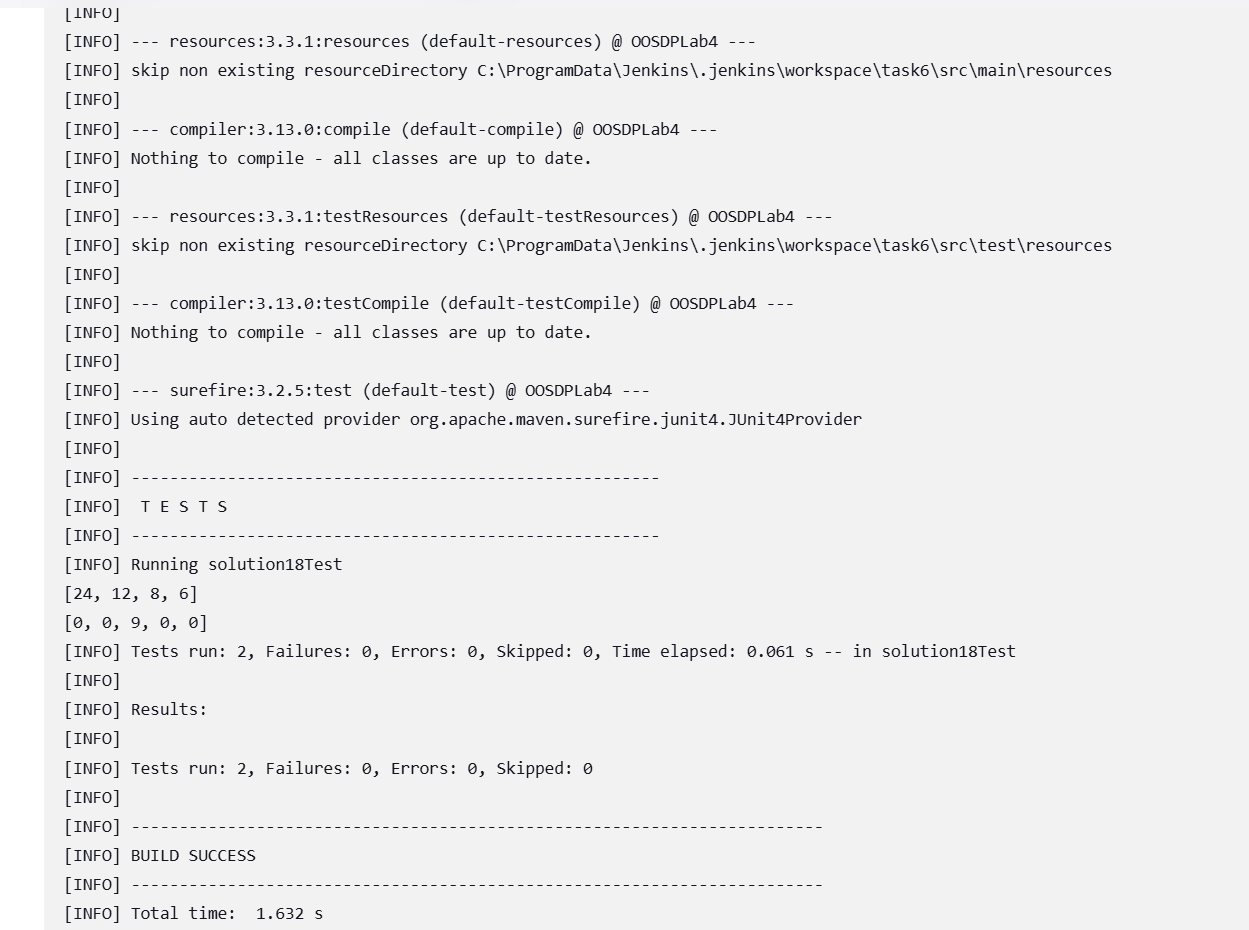 [INFO]
[INFO] --- resources:3.3.1:resources (default-resources) @ OOSDPLab4 ---
[INFO] skip non existing resourceDirectory C:\ProgramData\Jenkins\.jenkins\workspace\task6\src\main\resources
[INFO]
[INFO] --- compiler:3.13.0:compile (default-compile) @ OOSDPLab4 ---
[INFO] Nothing to compile - all classes are up to date.
[INFO]
[INFO] --- resources:3.3.1:testResources (default-testResources) @ OOSDPLab4 ---
[INFO] skip non existing resourceDirectory C:\ProgramData\Jenkins\.jenkins\workspace\task6\src\test\resources
[INFO]
[INFO] --- compiler:3.13.0:testCompile (default-testCompile) @ OOSDPLab4 ---
[INFO] Nothing to compile - all classes are up to date.
[INFO]
[INFO] --- surefire:3.2.5:test (default-test) @ OOSDPLab4 ---
[INFO] Using auto detected provider org.apache.maven.surefire.junit4.JUnit4Provider
[INFO]
[INFO] -------------------------------------------------------
[INFO]  T E S T S
[INFO] -------------------------------------------------------
[INFO] Running solution18Test
[24, 12, 8, 6]
[0, 0, 9, 0, 0]
[INFO] Tests run: 2, Failures: 0, Errors: 0, Skipped: 0, Time elapsed: 0.061 s -- in solution18Test
[INFO]
[INFO] Results:
[INFO]
[INFO] Tests run: 2, Failures: 0, Errors: 0, Skipped: 0
[INFO]
[INFO] ------------------------------------------------------------------------
[INFO] BUILD SUCCESS
[INFO] ------------------------------------------------------------------------
[INFO] Total time:  1.632 s